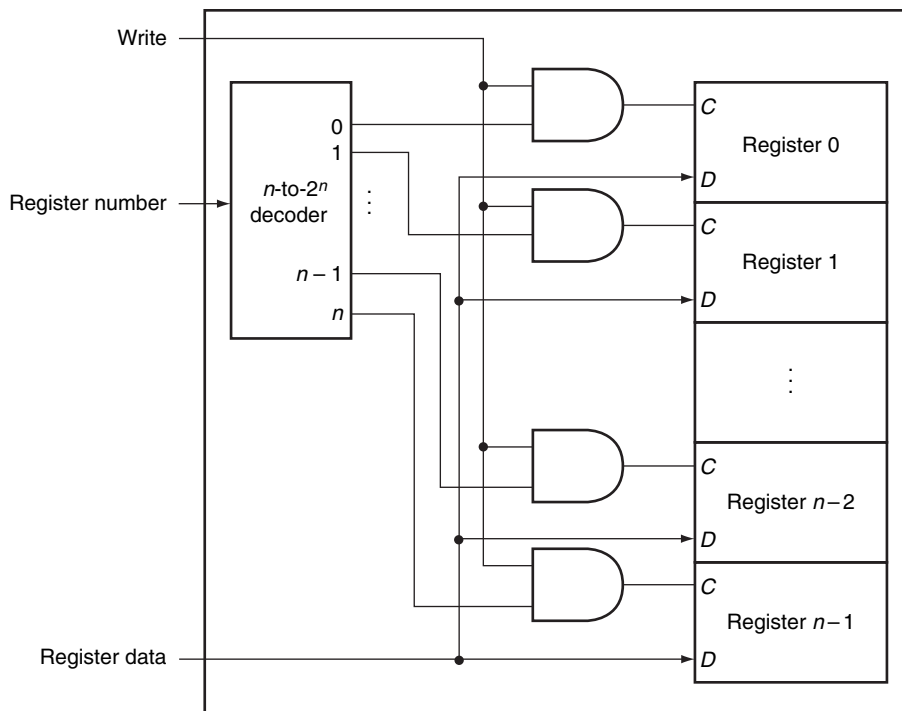 Write
C
0
Register 0
1
n-to-2ⁿ
decoder
⋮
Register number
D
C
Register 1
n – 1
D
n
⋮
C
Register n – 2
D
C
Register n – 1
Register data
D